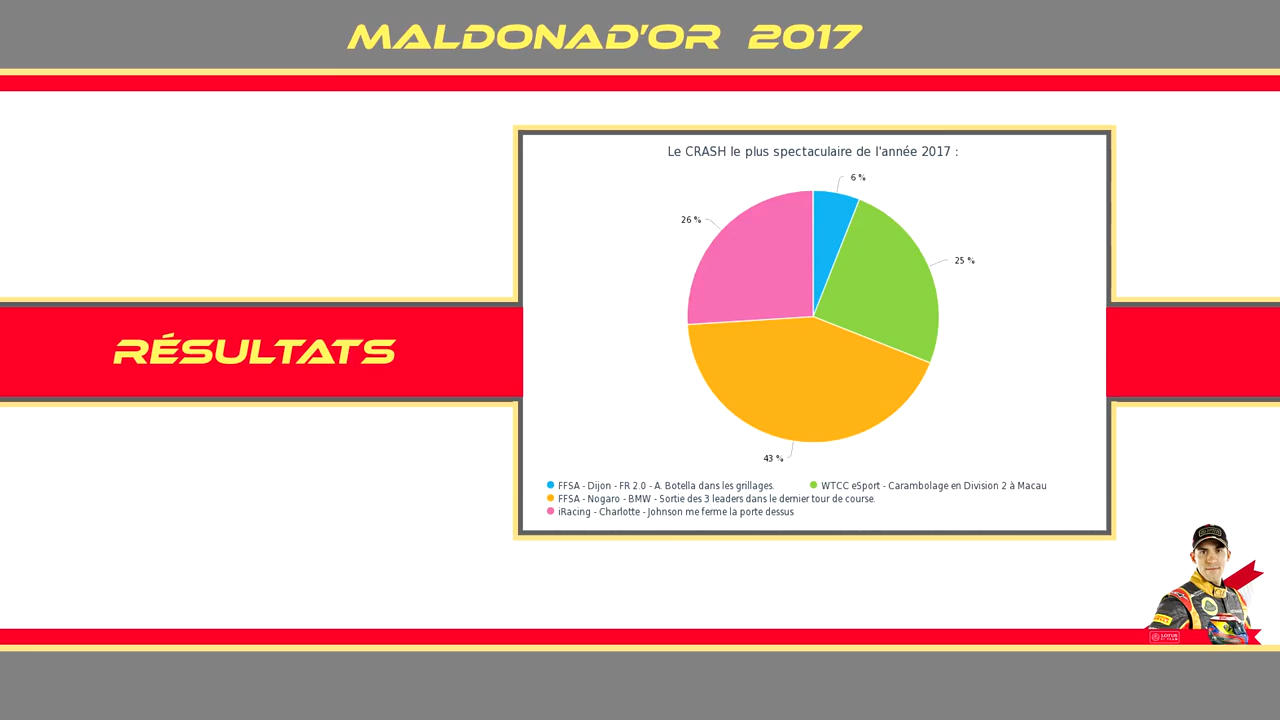 MALDONAD'OR 2017
Le CRASH le plus spectaculaire de l'année 2017 :
6 %
26 %
25 %
RÉSULTATS
43 %
FFSA - Dijon - FR 2.0 - A. Botella dans les grillages.
WTCC eSport - Carambolage en Division 2 à Macau
FFSA - Nogaro - BMW - Sortie des 3 leaders dans le dernier tour de course.
iRacing - Charlotte - Johnson me ferme la porte dessus
LOTUS